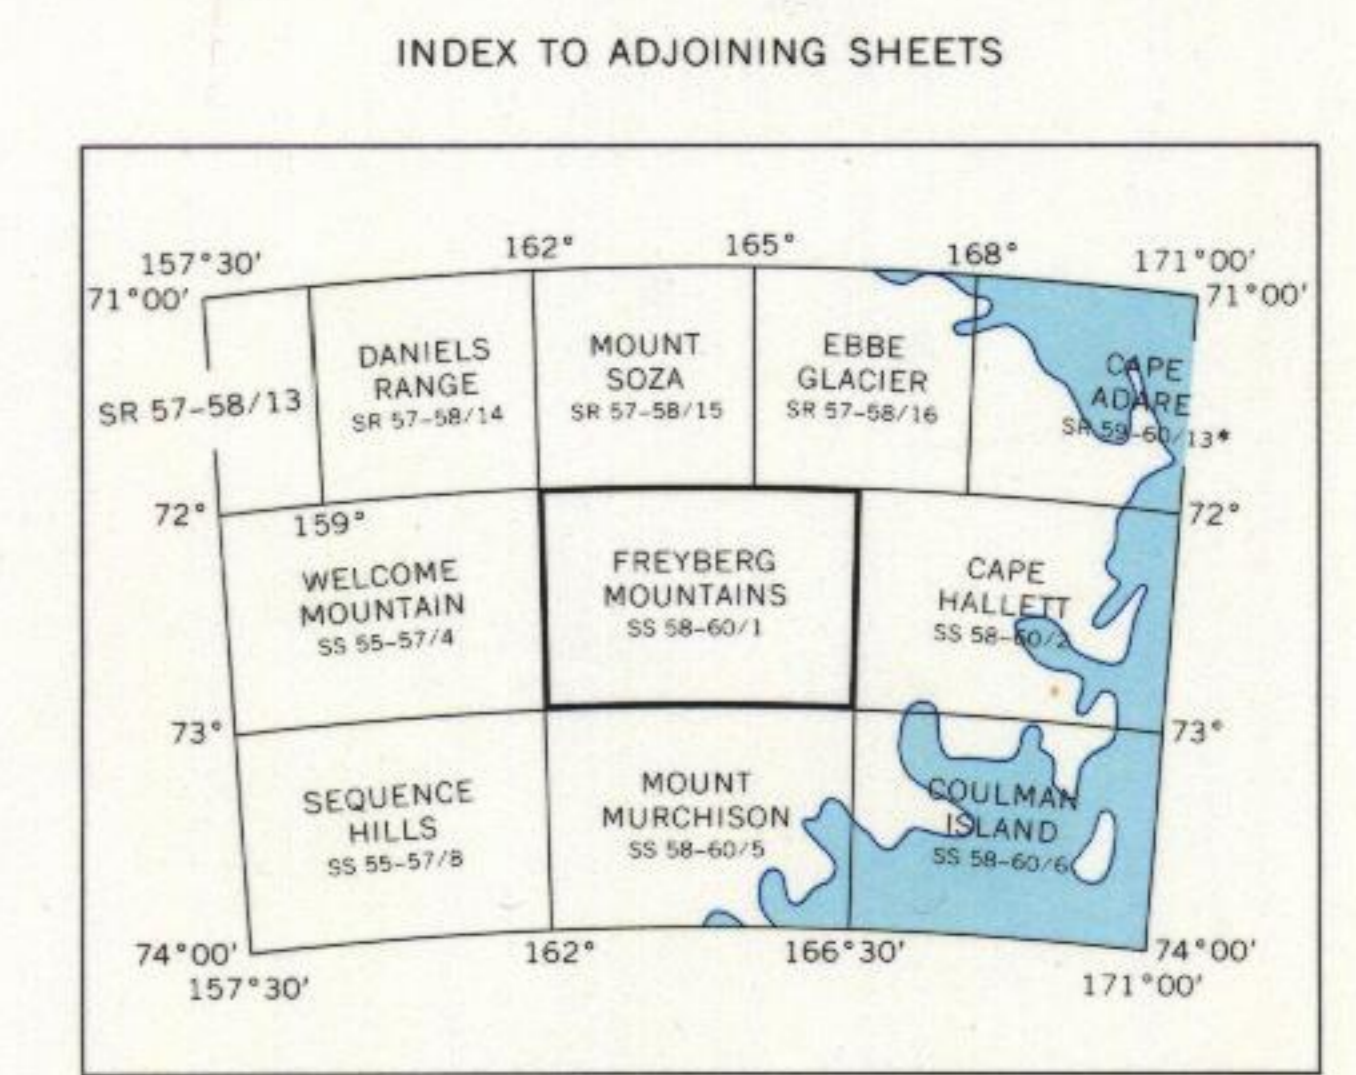 INDEX TO ADJOINING SHEETS
162° 165° 168°
157°30' 171°00'
71°00' 71°00'
DANIELS
RANGE
SR 57-58/14
MOUNT
SOZA
SR 57-58/15
EBBE
GLACIER
SR 57-58/16
CAPE
ADARE
SR 59-60/13*
SR 57-58/13
72° 72°
159°
WELCOME
MOUNTAIN
SS 55-57/4
FREYBERG
MOUNTAINS
SS 58-60/1
CAPE
HALLETT
SS 58-60/2
73° 73°
SEQUENCE
HILLS
SS 55-57/8
MOUNT
MURCHISON
SS 58-60/5
COULMAN
ISLAND
SS 58-60/6
74°00' 162° 166°30' 74°00'
157°30' 171°00'